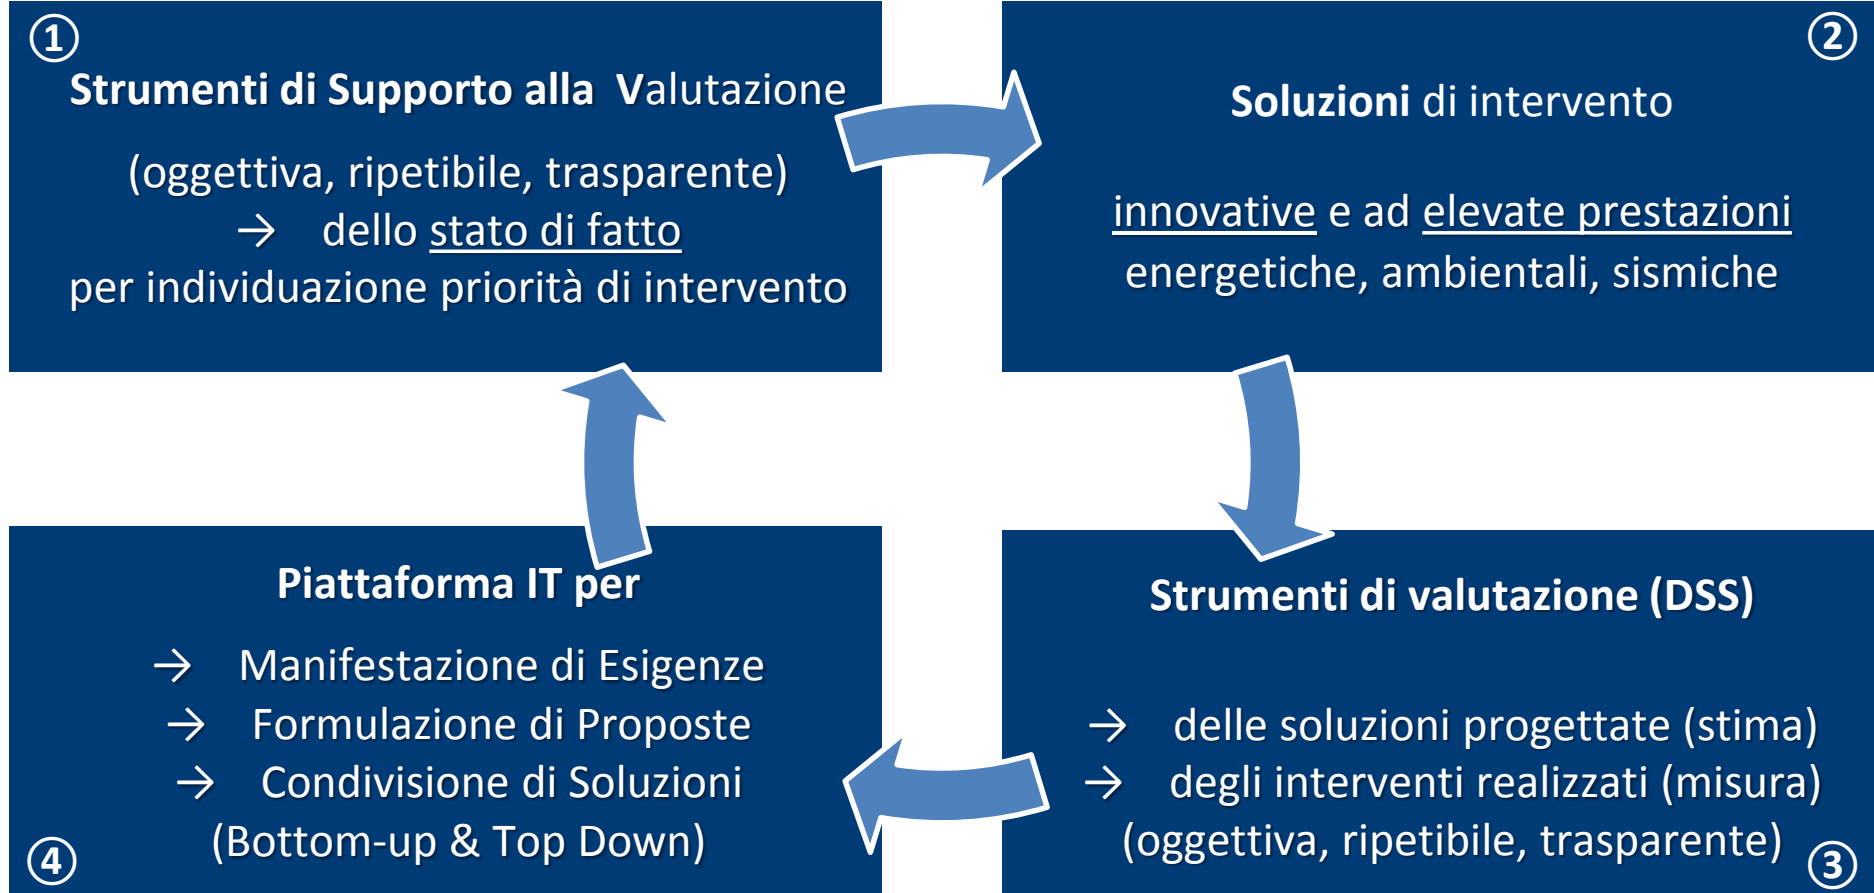 ①
Strumenti di Supporto alla Valutazione
(oggettiva, ripetibile, trasparente)
→ dello stato di fatto
per individuazione priorità di intervento
②
Soluzioni di intervento
innovative e ad elevate prestazioni
energetiche, ambientali, sismiche
Strumenti di valutazione (DSS)
→ delle soluzioni progettate (stima)
→ degli interventi realizzati (misura)
(oggettiva, ripetibile, trasparente)
③
Piattaforma IT per
→ Manifestazione di Esigenze
→ Formulazione di Proposte
→ Condivisione di Soluzioni
(Bottom-up & Top Down)
④